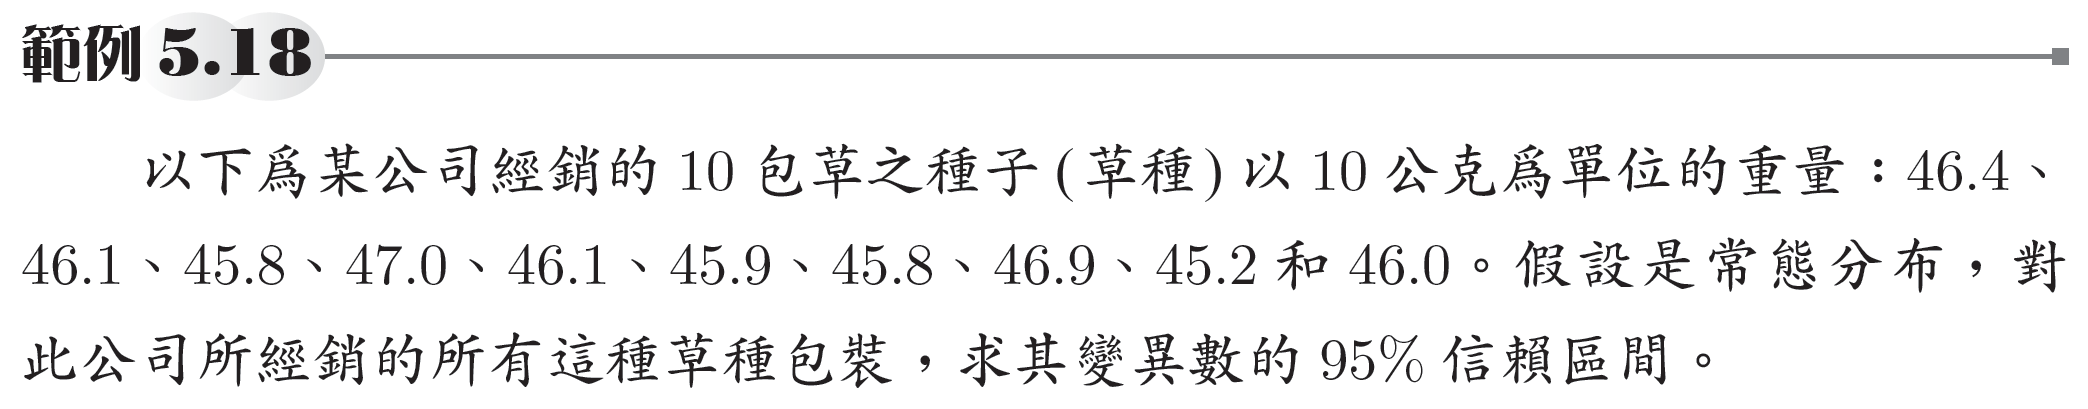 範例 5.18
以下爲某公司經銷的 10 包草之種子 (草種) 以 10 公克爲單位的重量：46.4、
46.1、45.8、47.0、46.1、45.9、45.8、46.9、45.2 和 46.0。假設是常態分布，對
此公司所經銷的所有這種草種包裝，求其變異數的 95% 信賴區間。